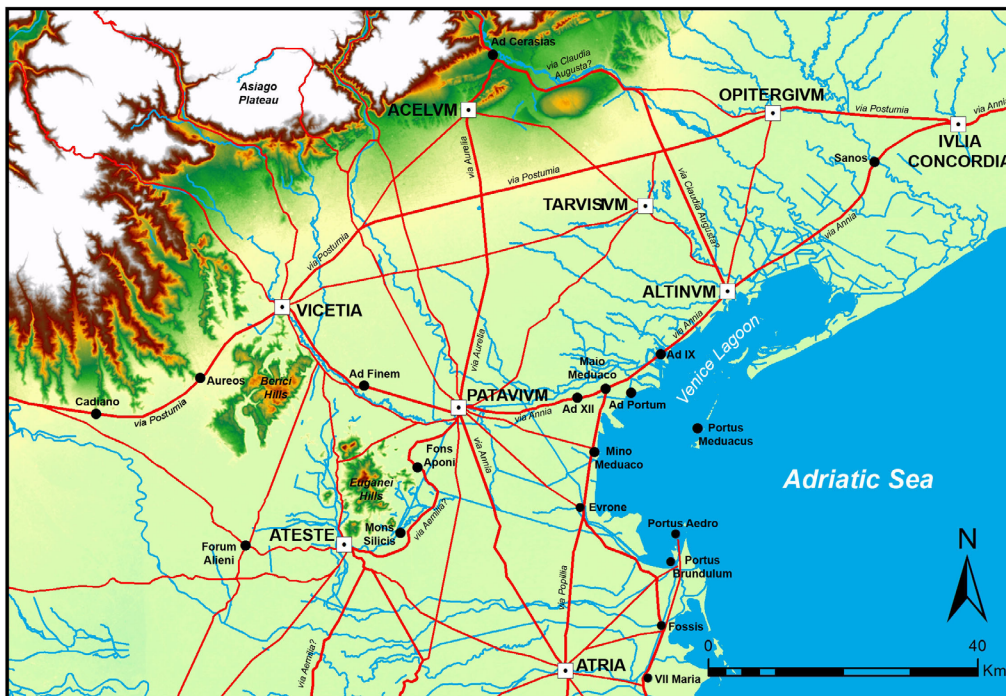 Ad Cerasias
via Claudia
Augusta?
Asiago
Plateau
ACELVM
OPITERGIVM
via Postumia
via Annia
IVLIA
CONCORDIA
Sanos
via Aurelia
via Postumia
TARVISIVM
via Claudia Augusta?
via Annia
via Postumia
VICETIA
ALTINVM
via Annia
Venice Lagoon
Ad IX
via Aurelia
Maio
Meduaco
Ad Finem
Aureos
Berici
Hills
PATAVIVM
Ad XII
Ad Portum
Cadiano
via Postumia
via Annia
Portus
Meduacus
via Annia
Fons
Aponi
Mino
Meduaco
Adriatic Sea
Euganei
Hills
Evrone
ATESTE
Mons
Silicis
via Aemilia?
Portus Aedro
N
Forum
Alieni
Portus
Brundulum
via Popillia
Fossis
via Aemilia?
0
40
Km
ATRIA
VII Maria